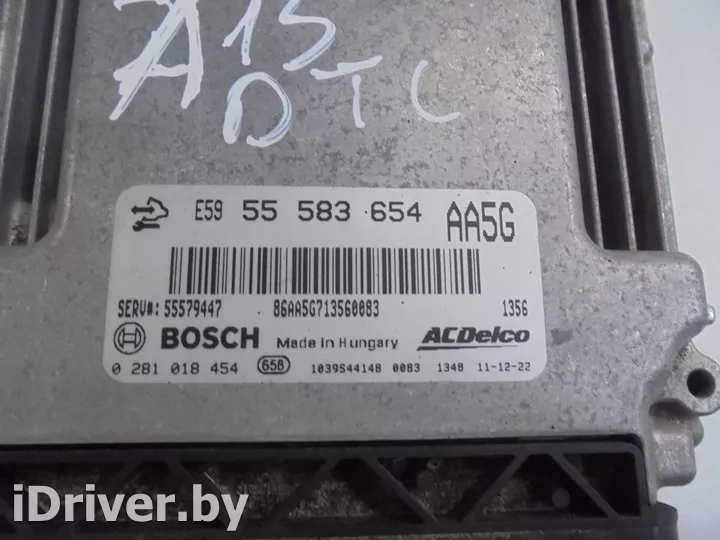 A15
DTC
E59 55 583 654 AA5G
SERV#: 55579447 86AA5G713560083 1356
BOSCH Made in Hungary ACDelco
0 281 018 454 658 1039S44148 0083 1348 11-12-22
iDriver.by